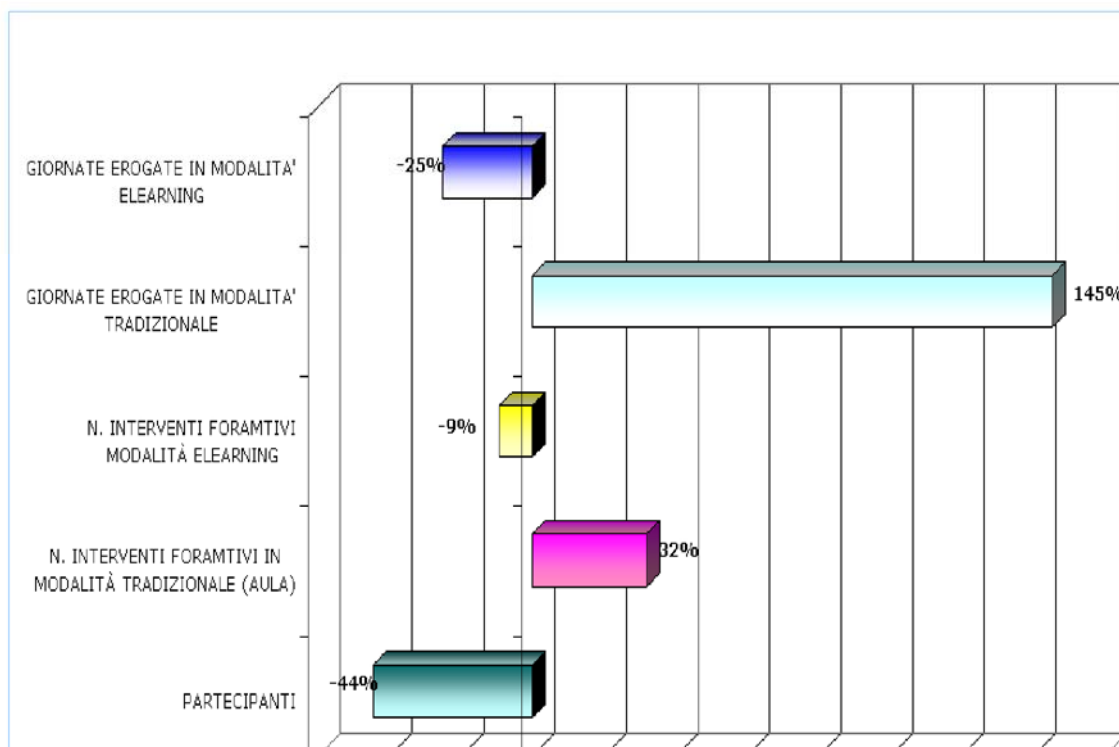 GIORNATE EROGATE IN MODALITA'
ELEARNING
-25%
GIORNATE EROGATE IN MODALITA'
TRADIZIONALE
145%
N. INTERVENTI FORAMTIVI
MODALITÀ ELEARNING
-9%
N. INTERVENTI FORAMTIVI IN
MODALITÀ TRADIZIONALE (AULA)
32%
PARTECIPANTI
-44%